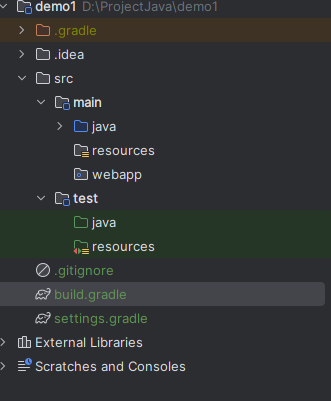 demo1 D:\ProjectJava\demo1
.gradle
.idea
src
main
java
resources
webapp
test
java
resources
.gitignore
build.gradle
settings.gradle
External Libraries
Scratches and Consoles